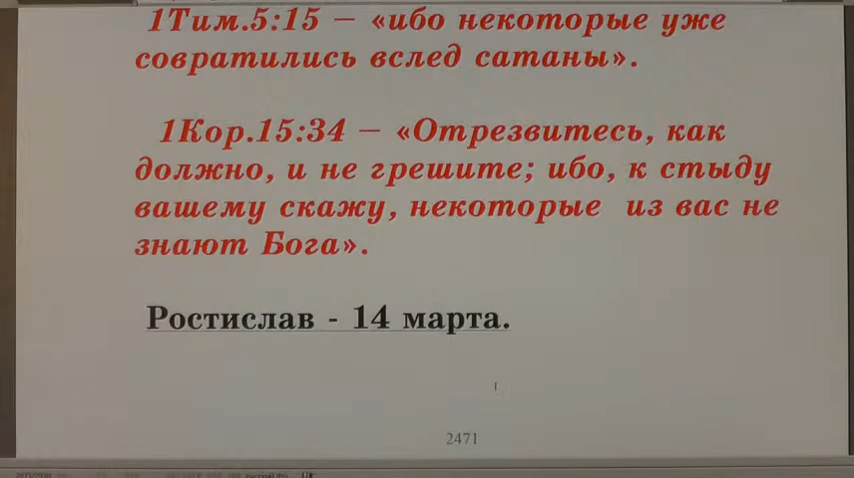 1Тим.5:15 – «ибо некоторые уже
совратились вслед сатаны».
1Кор.15:34 – «Отрезвитесь, как
должно, и не грешите; ибо, к стыду
вашему скажу, некоторые из вас не
знают Бога».
Ростислав - 14 марта.
2471